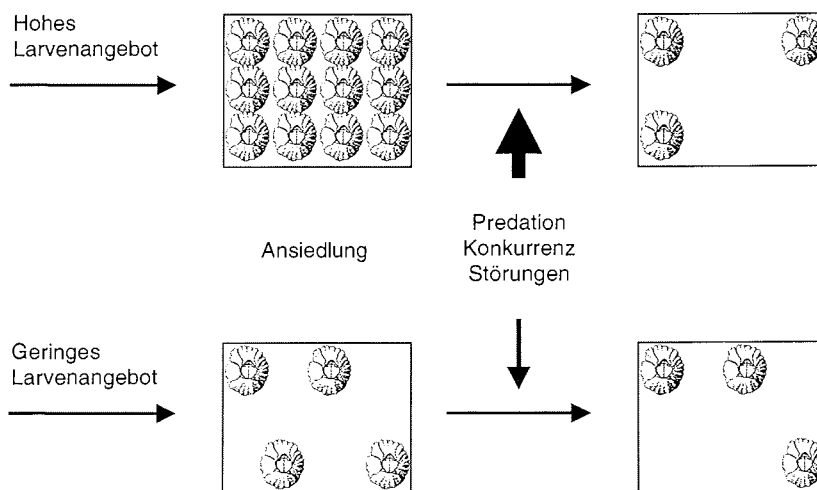 Hohes
Larvenangebot
Ansiedlung
Predation
Konkurrenz
Störungen
Geringes
Larvenangebot